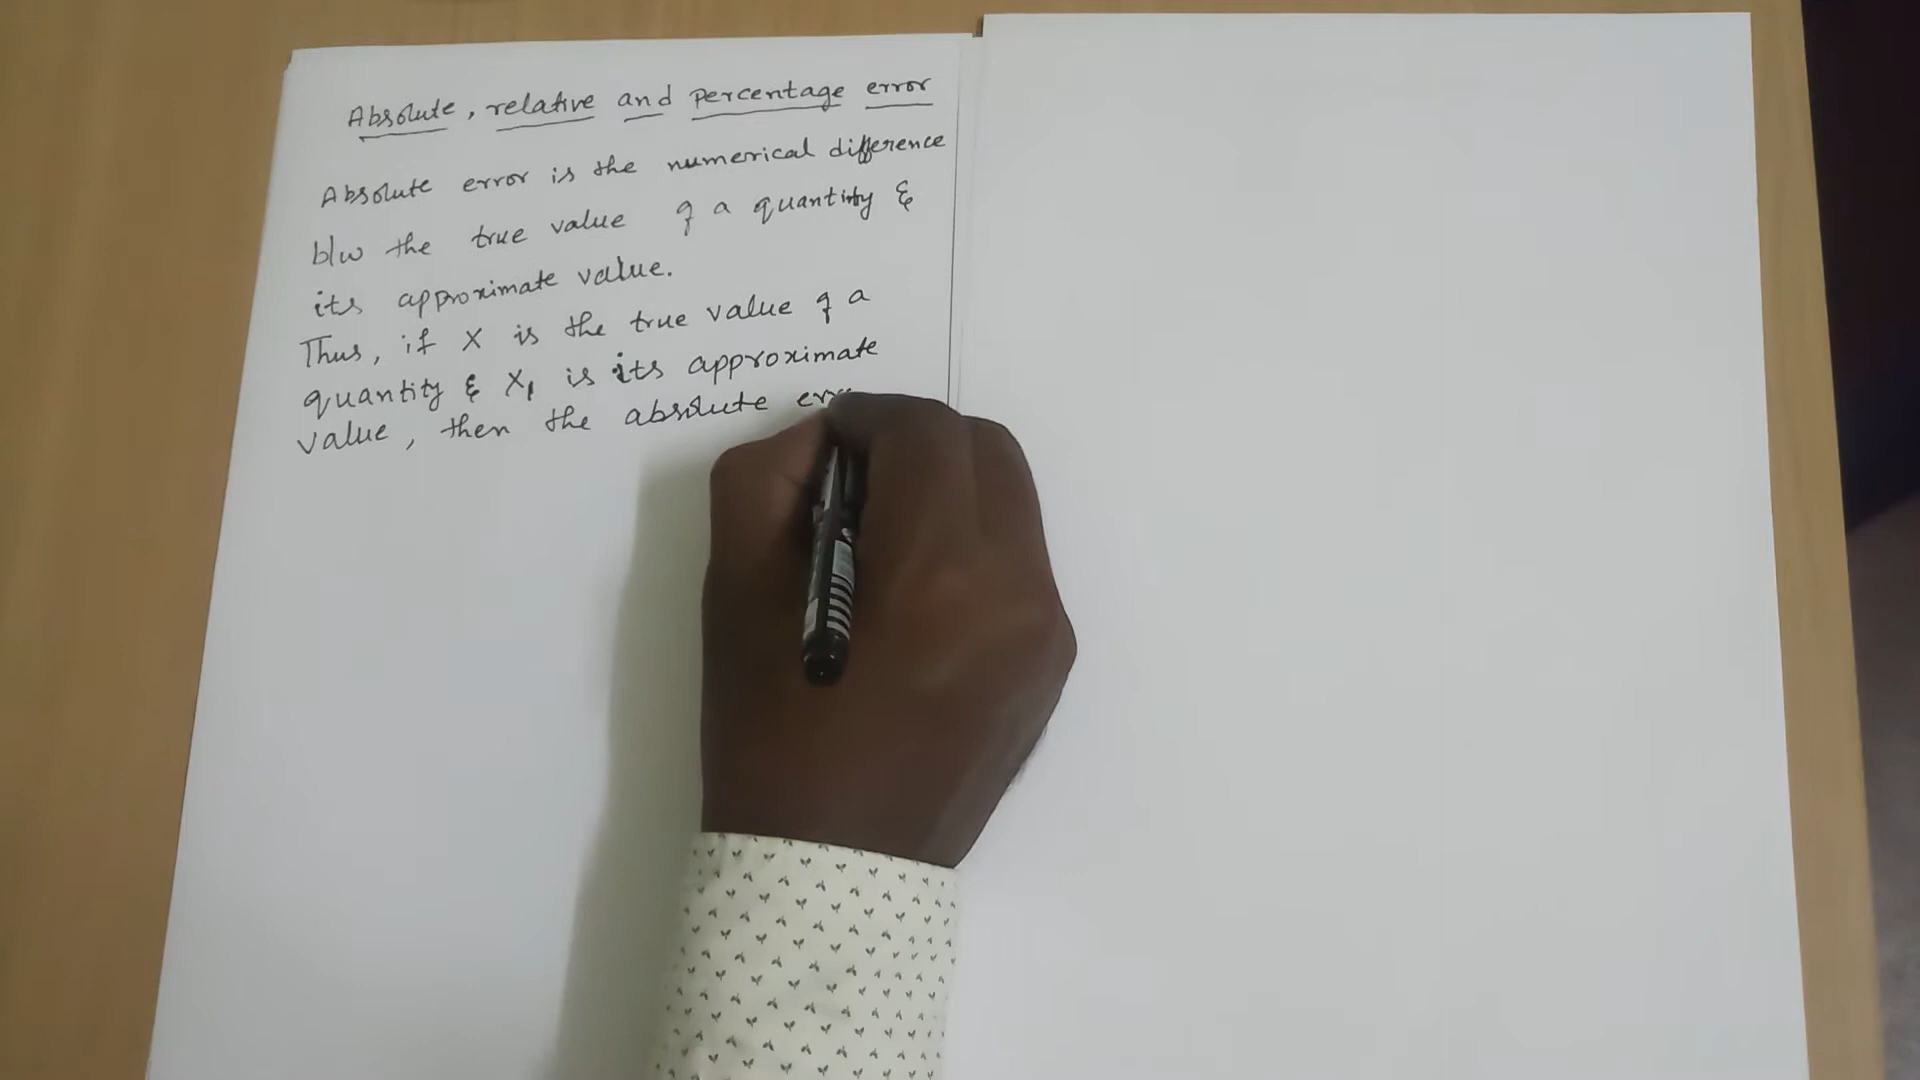 Absolute, relative and percentage error
Absolute error is the numerical difference
b/w the true value of a quantity &
its approximate value.
Thus, if X is the true value of a
quantity & X₁ is its approximate
value, then the absolute